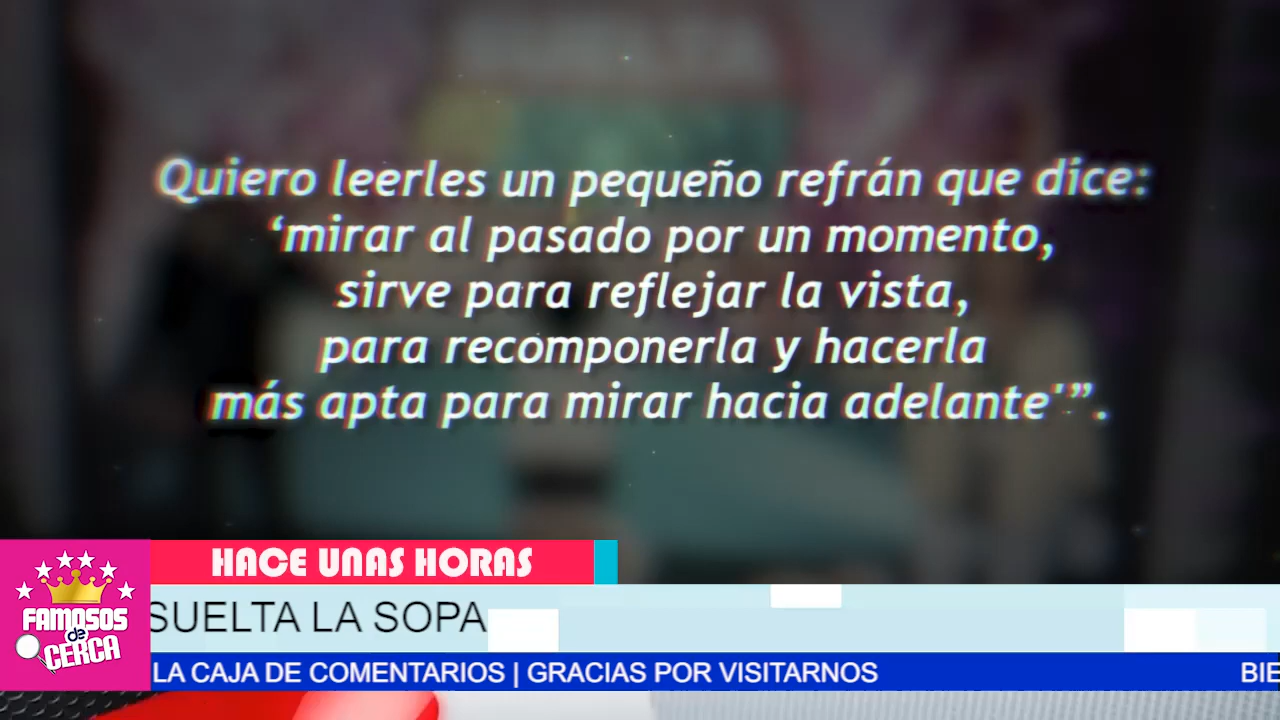 Quiero leerles un pequeño refrán que dice:
‘mirar al pasado por un momento,
sirve para reflejar la vista,
para recomponerla y hacerla
más apta para mirar hacia adelante'”.
HACE UNAS HORAS
FAMOSOS
de
CERCA
SUELTA LA SOPA
LA CAJA DE COMENTARIOS | GRACIAS POR VISITARNOS
BIE